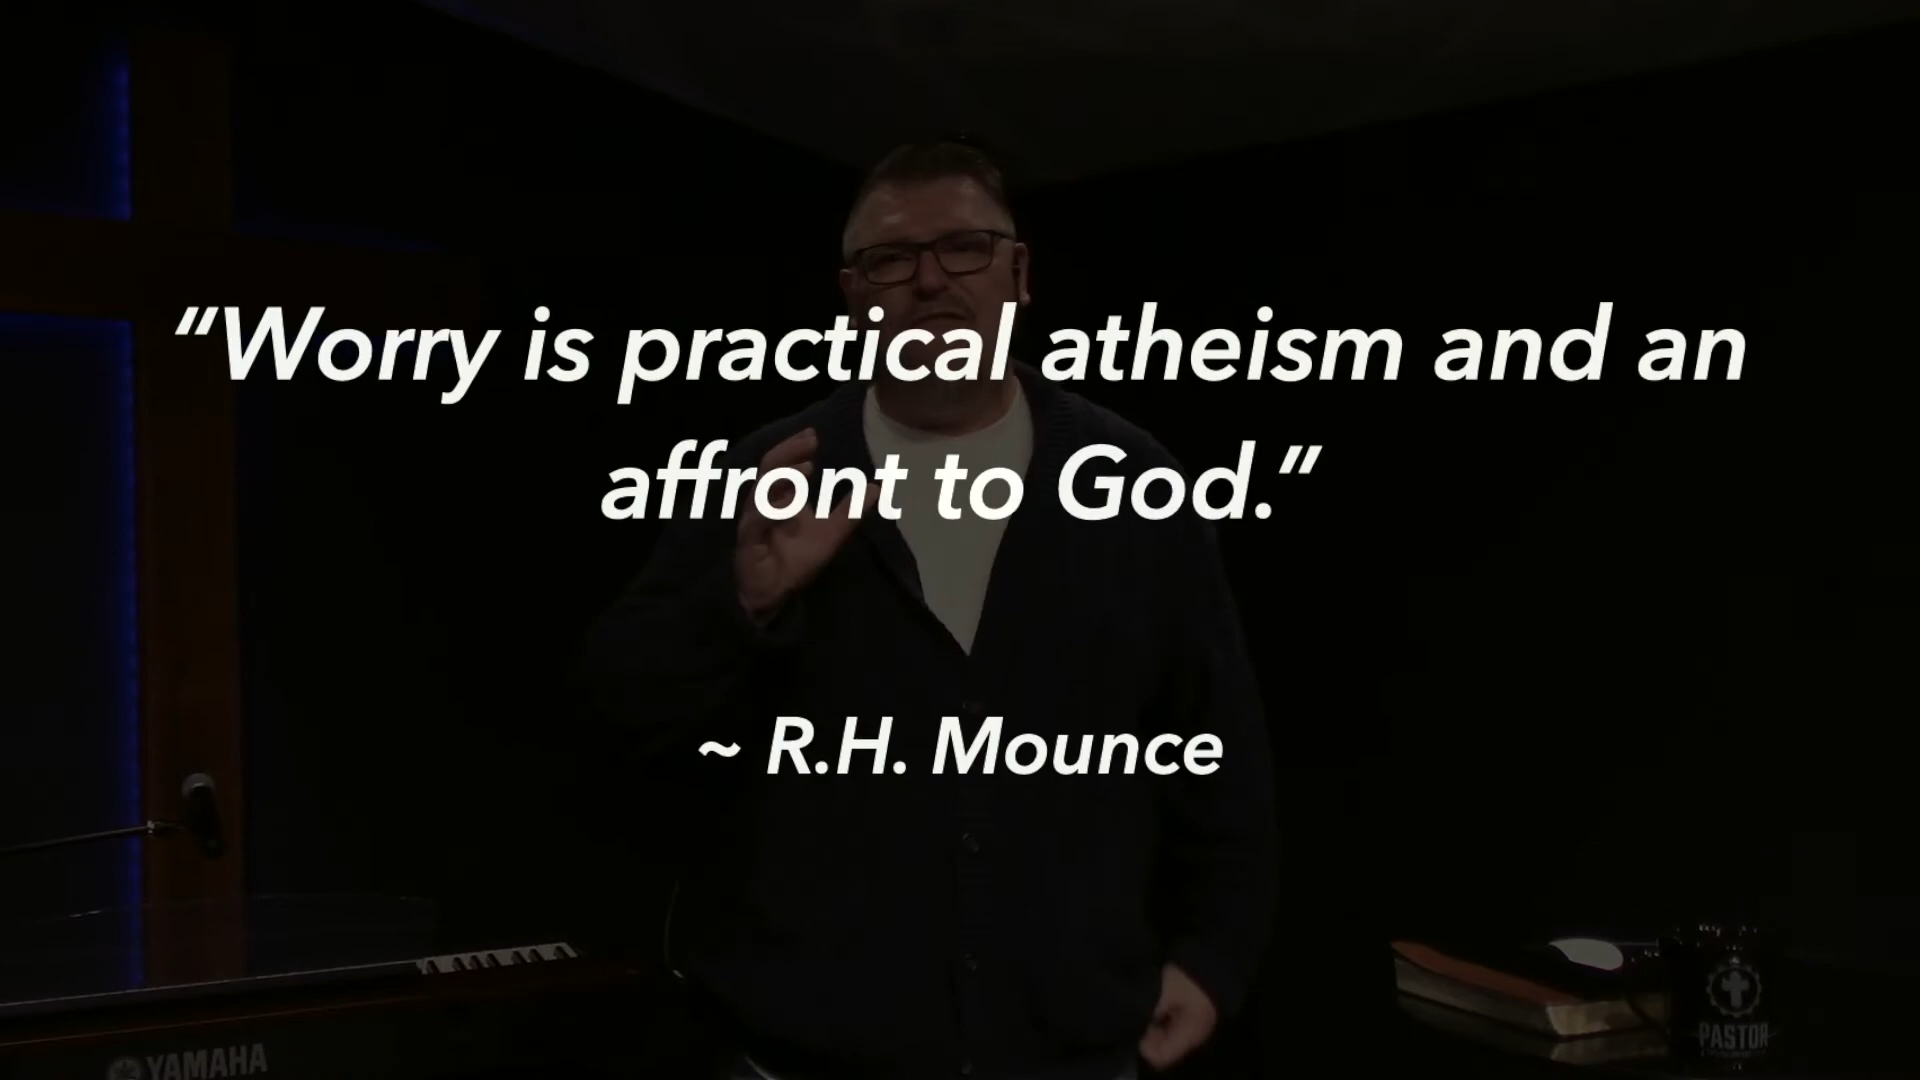 “Worry is practical atheism and an
affront to God.”
~ R.H. Mounce
YAMAHA
PASTOR